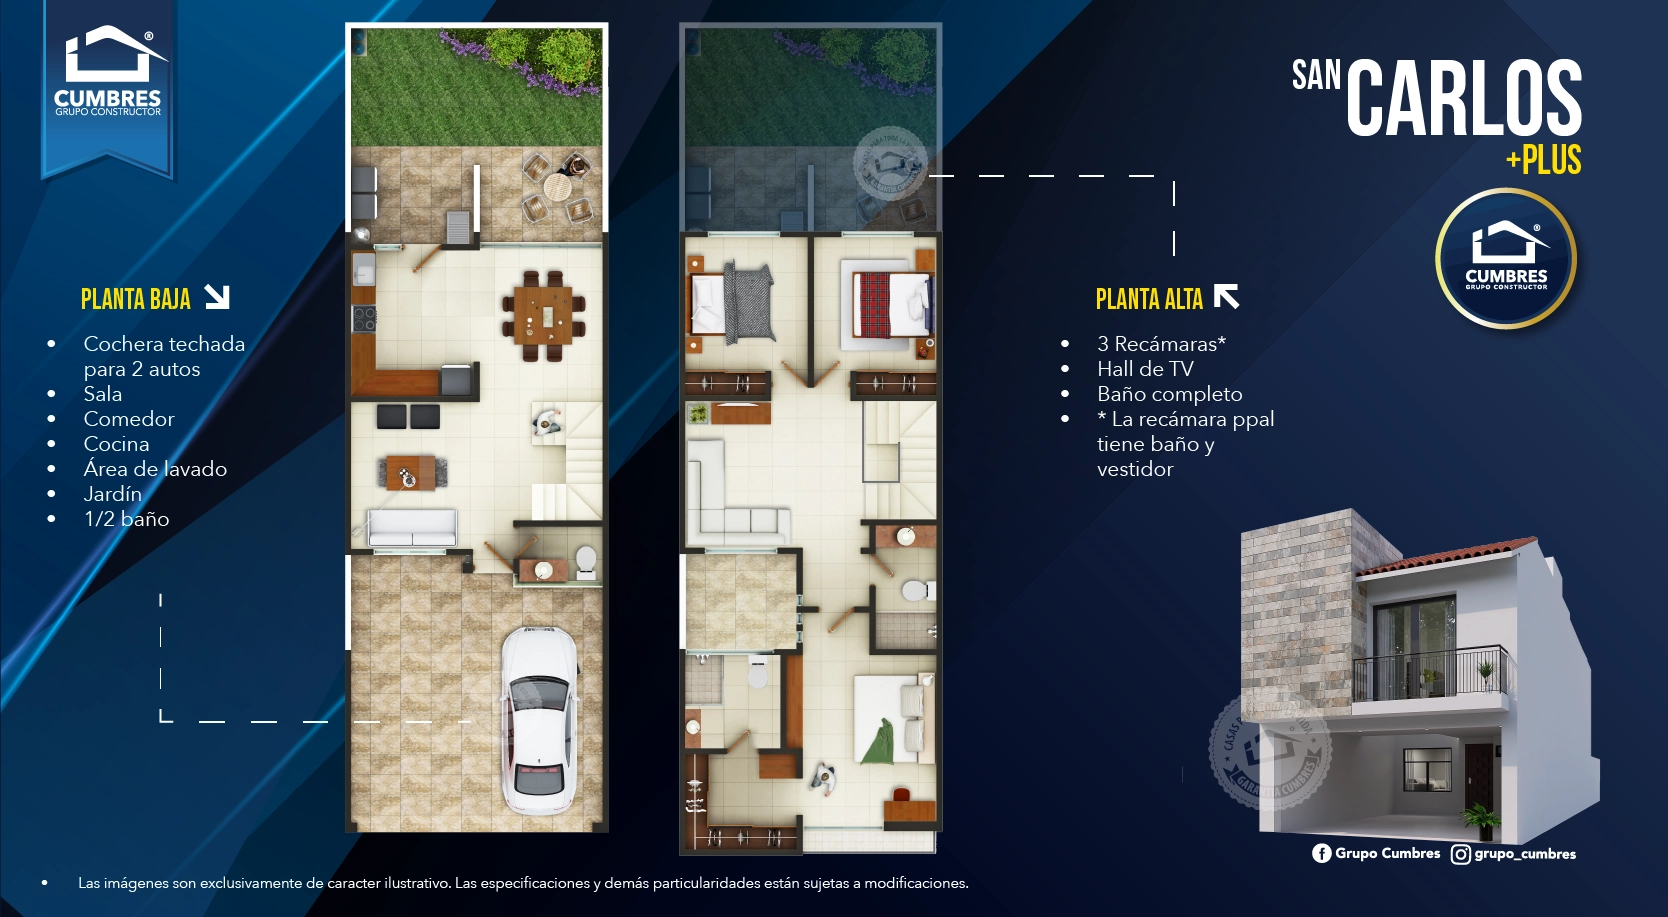 CUMBRES
GRUPO CONSTRUCTOR
®
SAN CARLOS
+PLUS
CUMBRES
GRUPO CONSTRUCTOR
®
PLANTA BAJA
• Cochera techada
para 2 autos
• Sala
• Comedor
• Cocina
• Área de lavado
• Jardín
• 1/2 baño
PLANTA ALTA
• 3 Recámaras*
• Hall de TV
• Baño completo
• * La recámara ppal
tiene baño y
vestidor
GARANTÍA CUMBRES
Grupo Cumbres
grupo_cumbres
• Las imágenes son exclusivamente de caracter ilustrativo. Las especificaciones y demás particularidades están sujetas a modificaciones.